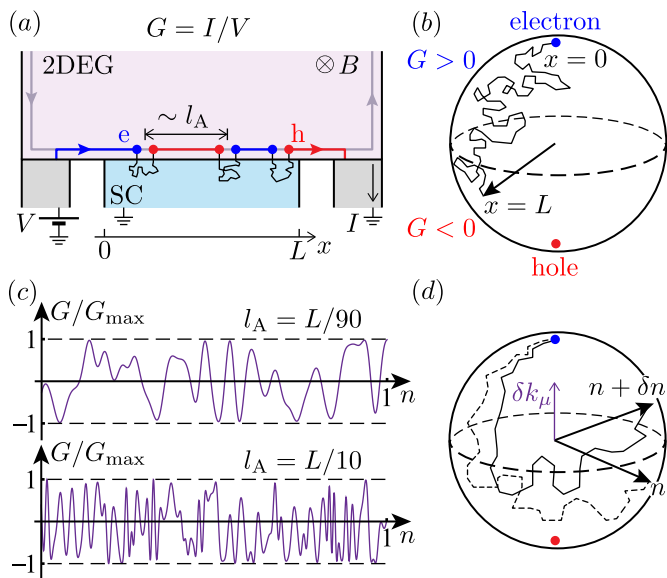 (a)
G = I/V
2DEG
⊗ B
e
∼ l_A
h
SC
V
I
0
L
x
(b)
electron
G > 0
x = 0
x = L
G < 0
hole
(c)
G/G_max
l_A = L/90
1
−1
1
n
G/G_max
l_A = L/10
1
−1
1
n
(d)
δk_μ
n + δn
n